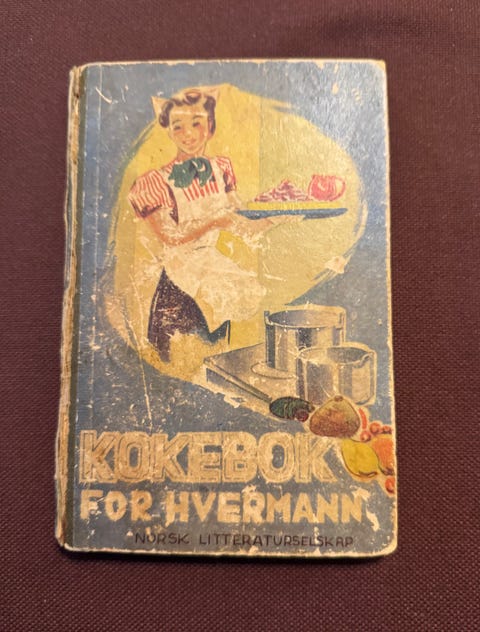 KOKEBOK
FOR HVERMANN
NORSK LITTERATURSELSKAP